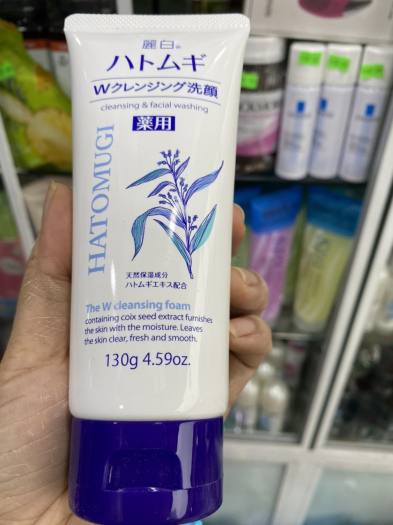 麗白®
ハトムギ
Wクレンジング洗顔
cleansing & facial washing
薬用
HATOMUGI
天然保湿成分
ハトムギエキス配合
The W cleansing foam
containing coix seed extract furnishes
the skin with the moisture. Leaves
the skin clear, fresh and smooth.
130g 4.59oz.